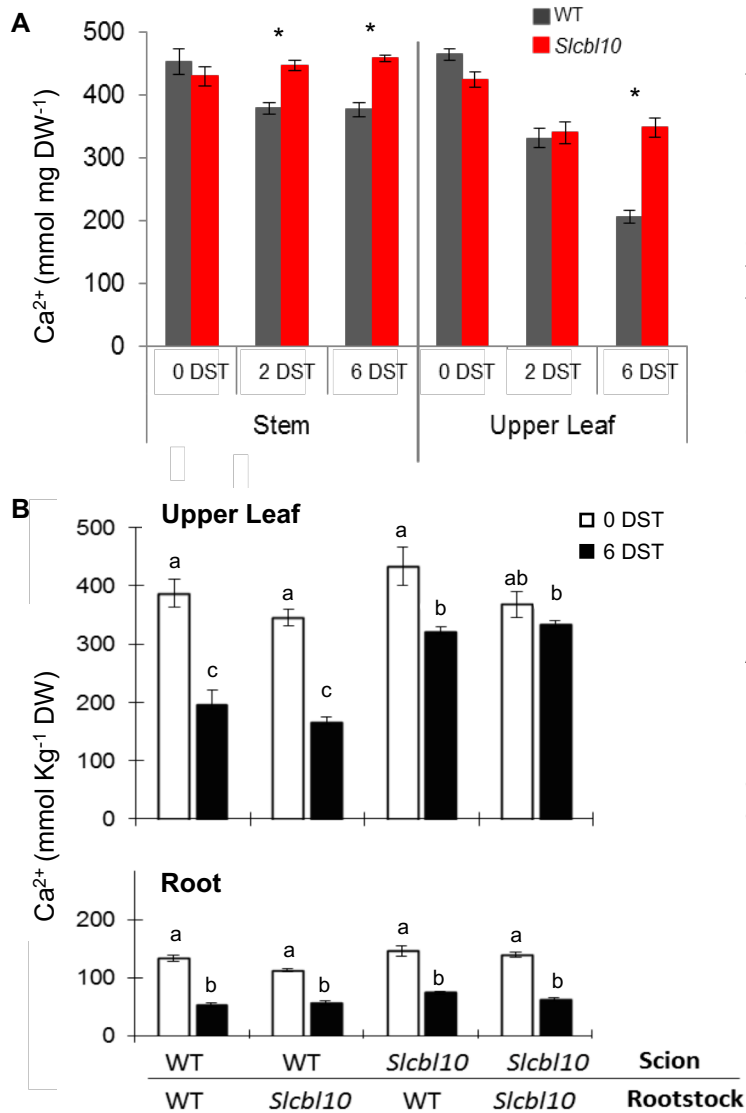 A
WT
Slcbl10
Ca²⁺ (mmol mg DW⁻¹)
500
400
300
200
100
0
* * *
0 DST 2 DST 6 DST 0 DST 2 DST 6 DST
Stem Upper Leaf
B
Upper Leaf
0 DST
6 DST
Ca²⁺ (mmol Kg⁻¹ DW)
500
400
300
200
100
0
a c a c a b ab b
Root
200
100
0
a b a b a b a b
WT WT Slcbl10 Slcbl10 Scion
WT Slcbl10 WT Slcbl10 Rootstock